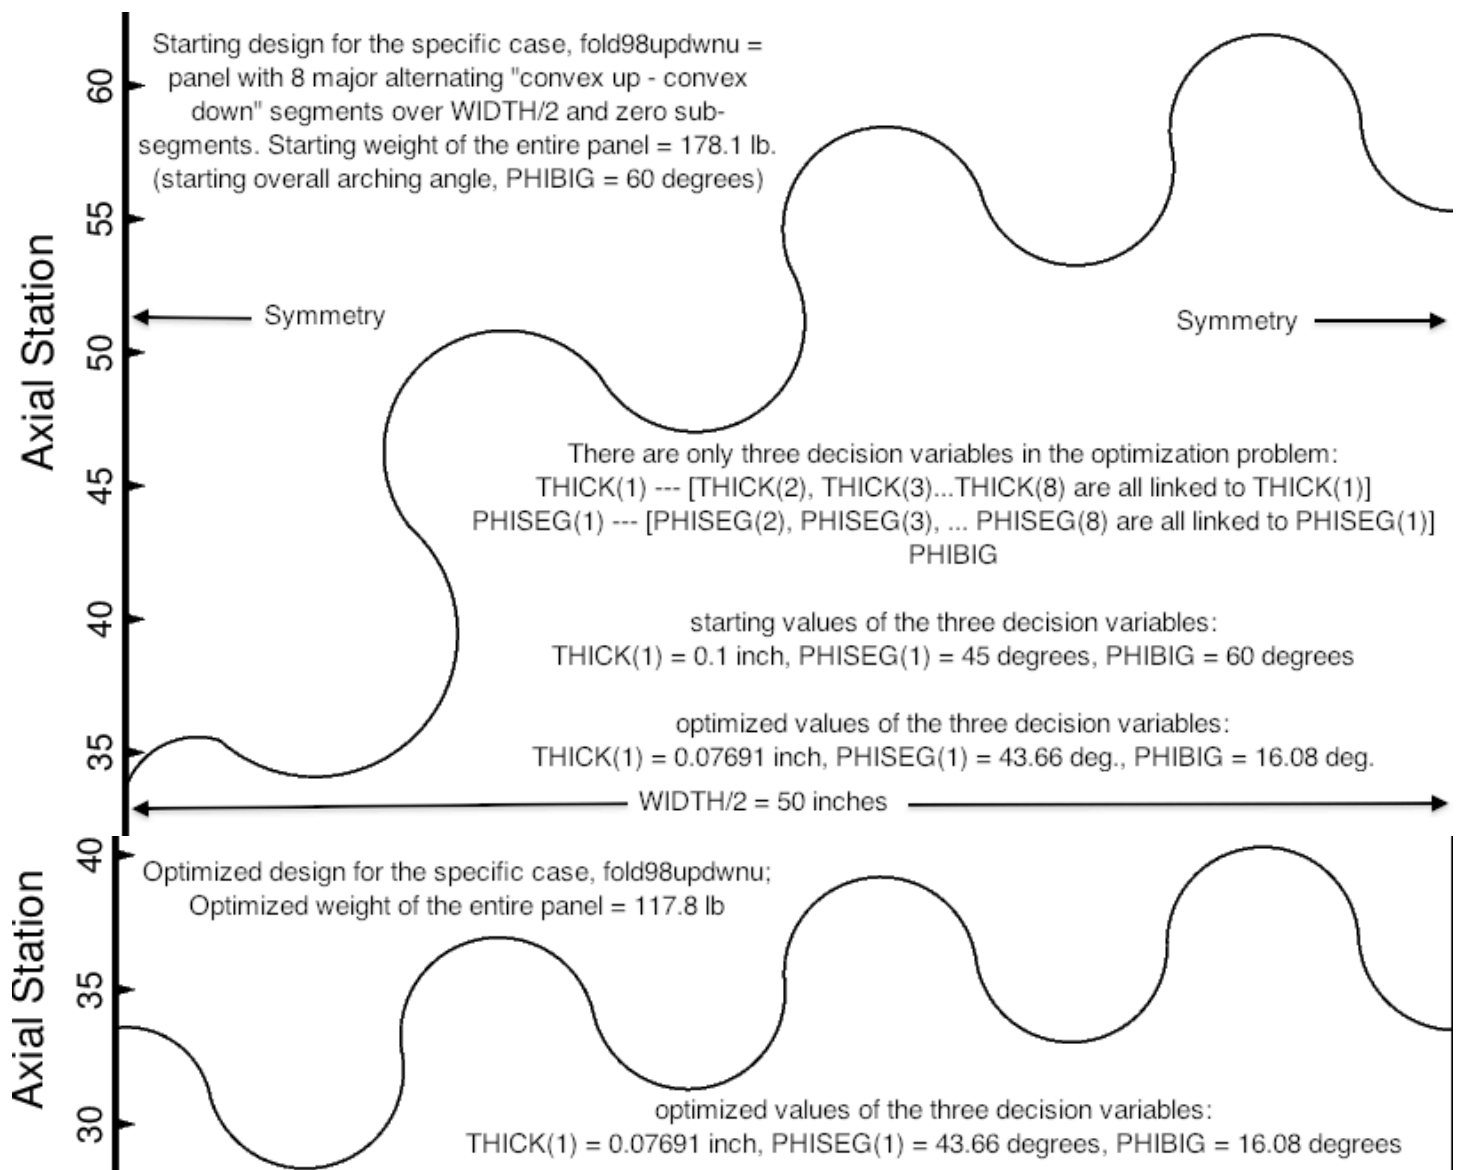 Starting design for the specific case, fold98updwnu =
panel with 8 major alternating "convex up - convex
down" segments over WIDTH/2 and zero sub-
segments. Starting weight of the entire panel = 178.1 lb.
(starting overall arching angle, PHIBIG = 60 degrees)
60
55
50
45
40
35
Axial Station
Symmetry
Symmetry
There are only three decision variables in the optimization problem:
THICK(1) --- [THICK(2), THICK(3)...THICK(8) are all linked to THICK(1)]
PHISEG(1) --- [PHISEG(2), PHISEG(3), ... PHISEG(8) are all linked to PHISEG(1)]
PHIBIG
starting values of the three decision variables:
THICK(1) = 0.1 inch, PHISEG(1) = 45 degrees, PHIBIG = 60 degrees
optimized values of the three decision variables:
THICK(1) = 0.07691 inch, PHISEG(1) = 43.66 deg., PHIBIG = 16.08 deg.
WIDTH/2 = 50 inches
40
35
30
Axial Station
Optimized design for the specific case, fold98updwnu;
Optimized weight of the entire panel = 117.8 lb
optimized values of the three decision variables:
THICK(1) = 0.07691 inch, PHISEG(1) = 43.66 degrees, PHIBIG = 16.08 degrees